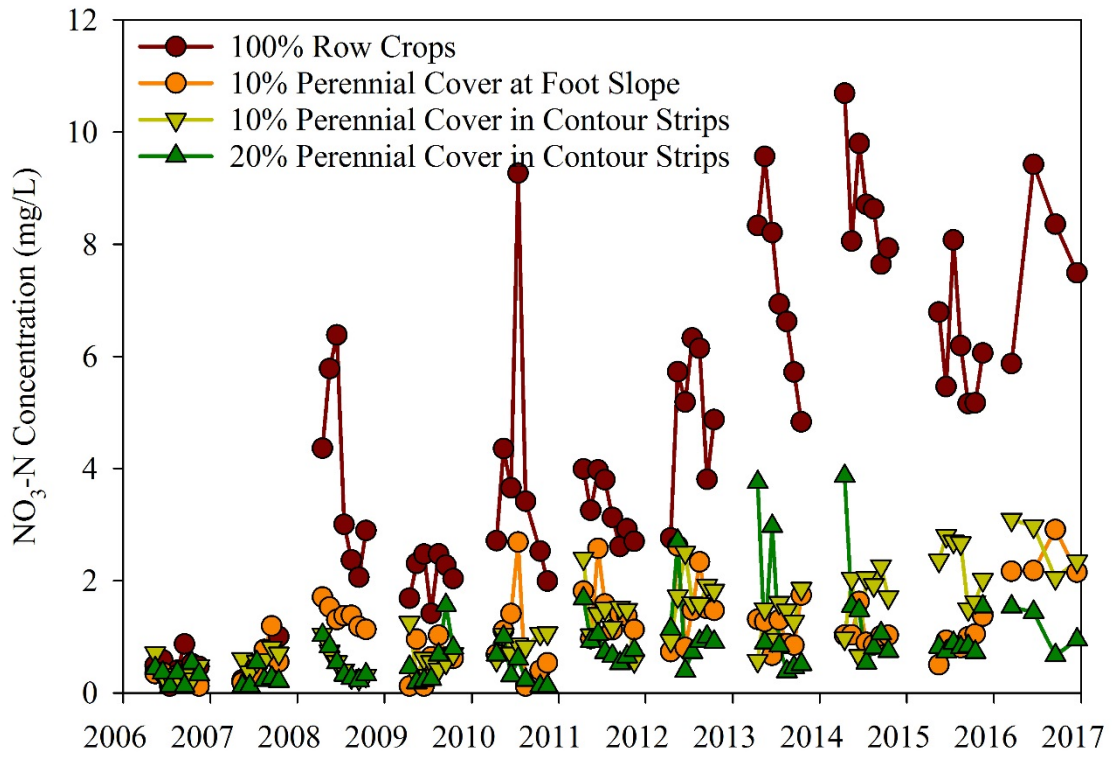 12
10
8
6
4
2
0
NO3-N Concentration (mg/L)
100% Row Crops
10% Perennial Cover at Foot Slope
10% Perennial Cover in Contour Strips
20% Perennial Cover in Contour Strips
2006 2007 2008 2009 2010 2011 2012 2013 2014 2015 2016 2017